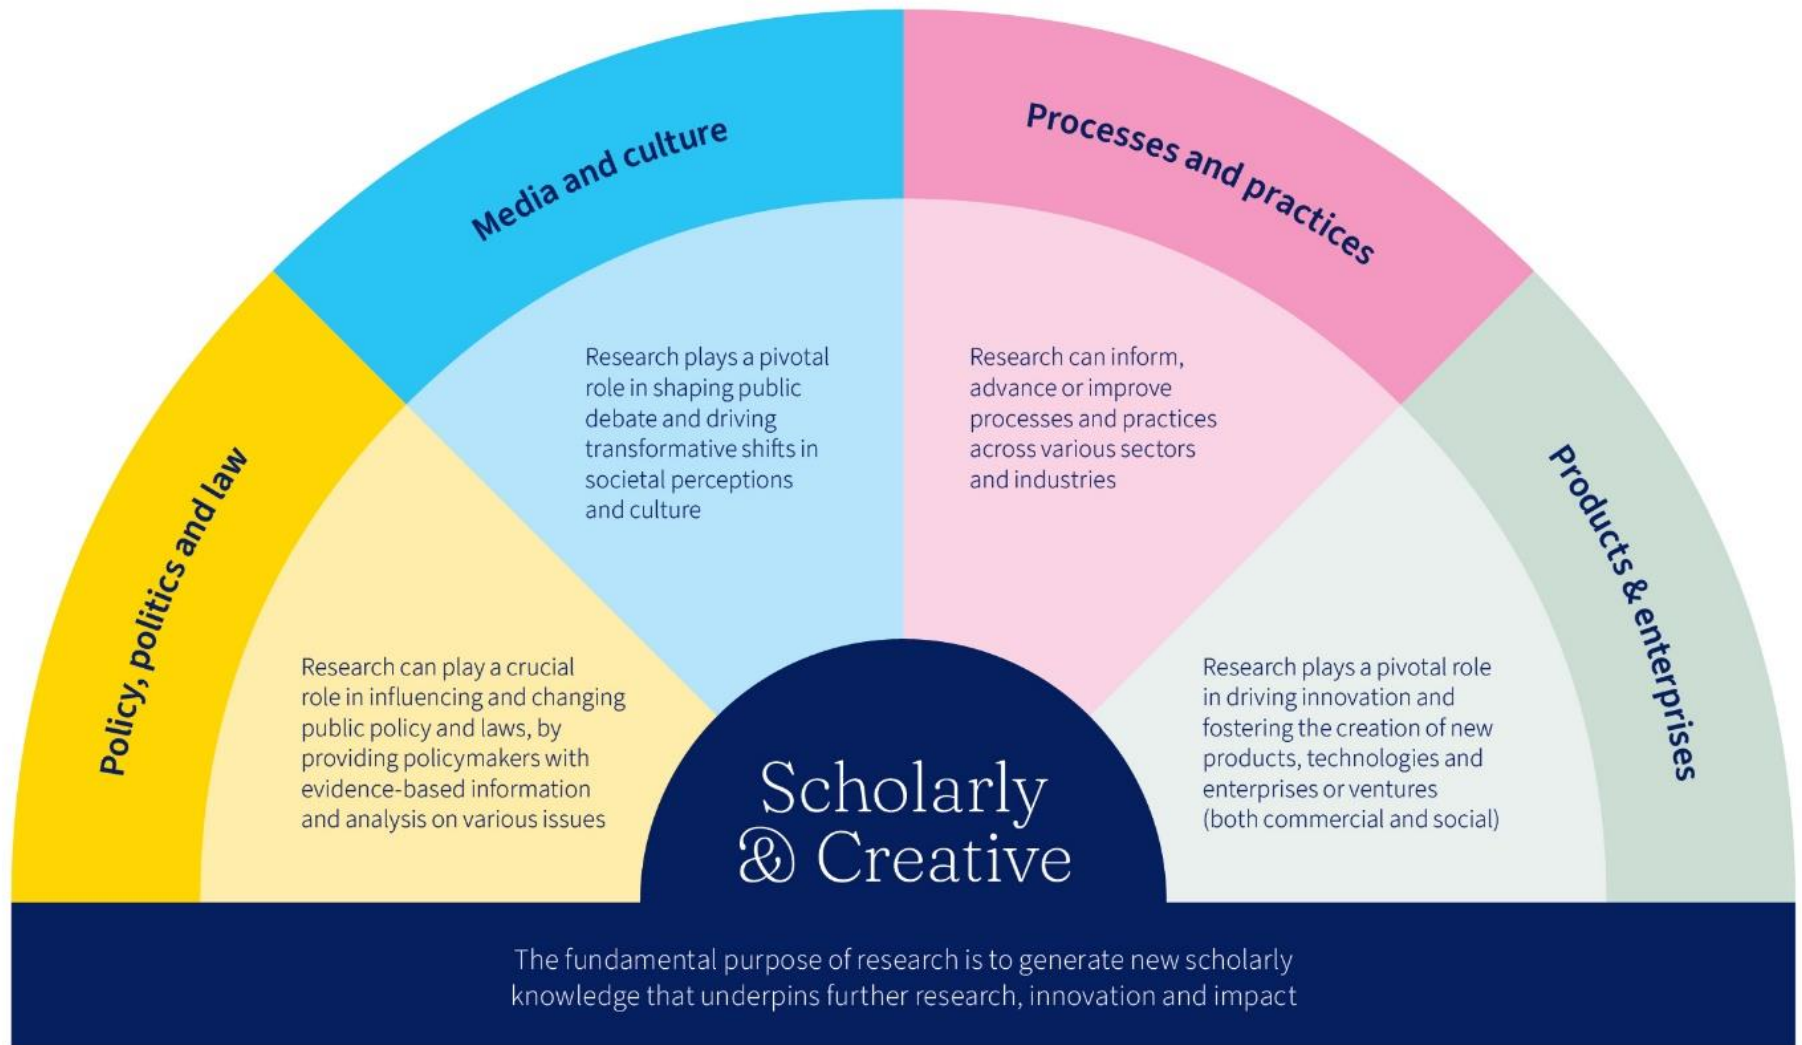 Media and culture
Processes and practices
Research plays a pivotal
role in shaping public
debate and driving
transformative shifts in
societal perceptions
and culture
Research can inform,
advance or improve
processes and practices
across various sectors
and industries
Policy, politics and law
Research can play a crucial
role in influencing and changing
public policy and laws, by
providing policymakers with
evidence-based information
and analysis on various issues
Products & enterprises
Research plays a pivotal role
in driving innovation and
fostering the creation of new
products, technologies and
enterprises or ventures
(both commercial and social)
Scholarly
& Creative
The fundamental purpose of research is to generate new scholarly
knowledge that underpins further research, innovation and impact